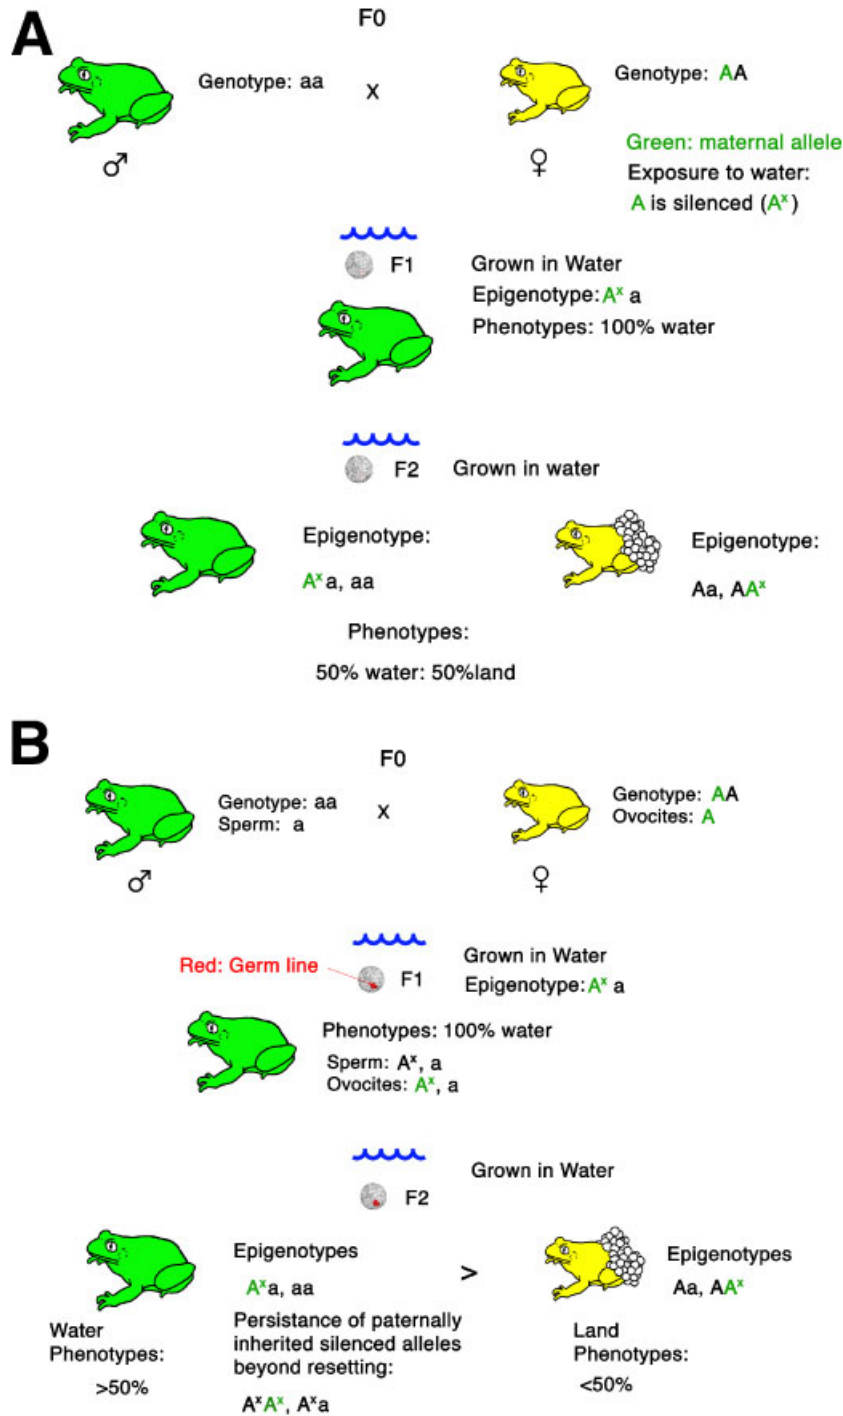 A
F0
Genotype: aa
x
Genotype: AA
♂
♀
Green: maternal allele
Exposure to water:
A is silenced (Aˣ)
F1
Grown in Water
Epigenotype: Aˣ a
Phenotypes: 100% water
F2
Grown in water
Epigenotype:
Aˣ a, aa
Epigenotype:
Aa, AAˣ
Phenotypes:
50% water: 50%land
B
F0
Genotype: aa
Sperm: a
x
Genotype: AA
Ovocites: A
♂
♀
Red: Germ line
F1
Grown in Water
Epigenotype: Aˣ a
Phenotypes: 100% water
Sperm: Aˣ, a
Ovocites: Aˣ, a
F2
Grown in Water
Water
Phenotypes:
>50%
Epigenotypes
Aˣa, aa
Persistance of paternally
inherited silenced alleles
beyond resetting:
AˣAˣ, Aˣa
>
Epigenotypes
Aa, AAˣ
Land
Phenotypes:
<50%